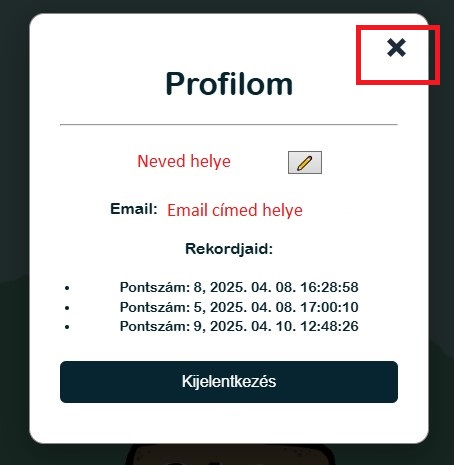 Profilom
Neved helye
Email: Email címed helye
Rekordjaid:
Pontszám: 8, 2025. 04. 08. 16:28:58
Pontszám: 5, 2025. 04. 08. 17:00:10
Pontszám: 9, 2025. 04. 10. 12:48:26
Kijelentkezés